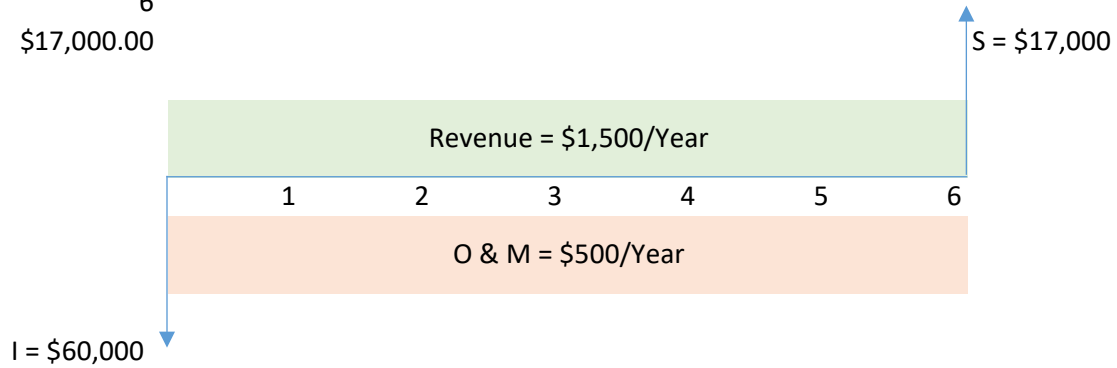 6
$17,000.00
S = $17,000
Revenue = $1,500/Year
1 2 3 4 5 6
O & M = $500/Year
I = $60,000